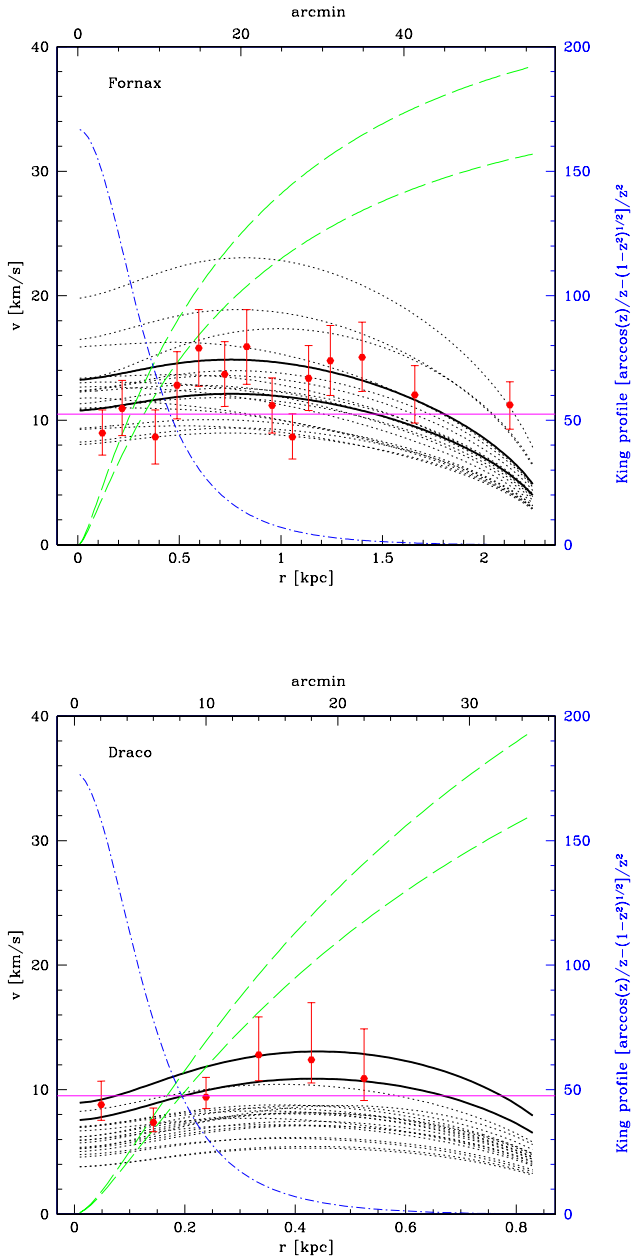 arcmin
0 20 40
40 200
Fornax
30 150
20 100
10 50
0 0
v [km/s]
King profile [arccos(z)/z-(1-z²)^1/2]/z²
0 0.5 1 1.5 2
r [kpc]
arcmin
0 10 20 30
40 200
Draco
30 150
20 100
10 50
0 0
v [km/s]
King profile [arccos(z)/z-(1-z²)^1/2]/z²
0 0.2 0.4 0.6 0.8
r [kpc]